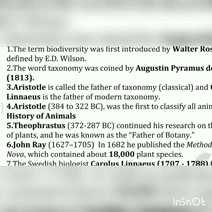 1.The term biodiversity was first introduced by Walter Ros
defined by E.D. Wilson.
2.The word taxonomy was coined by Augustin Pyramus de
(1813).
3.Aristotle is called the father of taxonomy (classical) and
Linnaeus is the father of modern taxonomy.
4.Aristotle (384 to 322 BC), was the first to classify all anim
History of Animals
5.Theophrastus (372-287 BC) continued his research on th
of plants, and he was known as the "Father of Botany."
6.John Ray (1627–1705) In 1682 he published the Method
Nova, which contained about 18,000 plant species.
7.The Swedish biologist Carolus Linnaeus (1707 - 1788)
InShOt